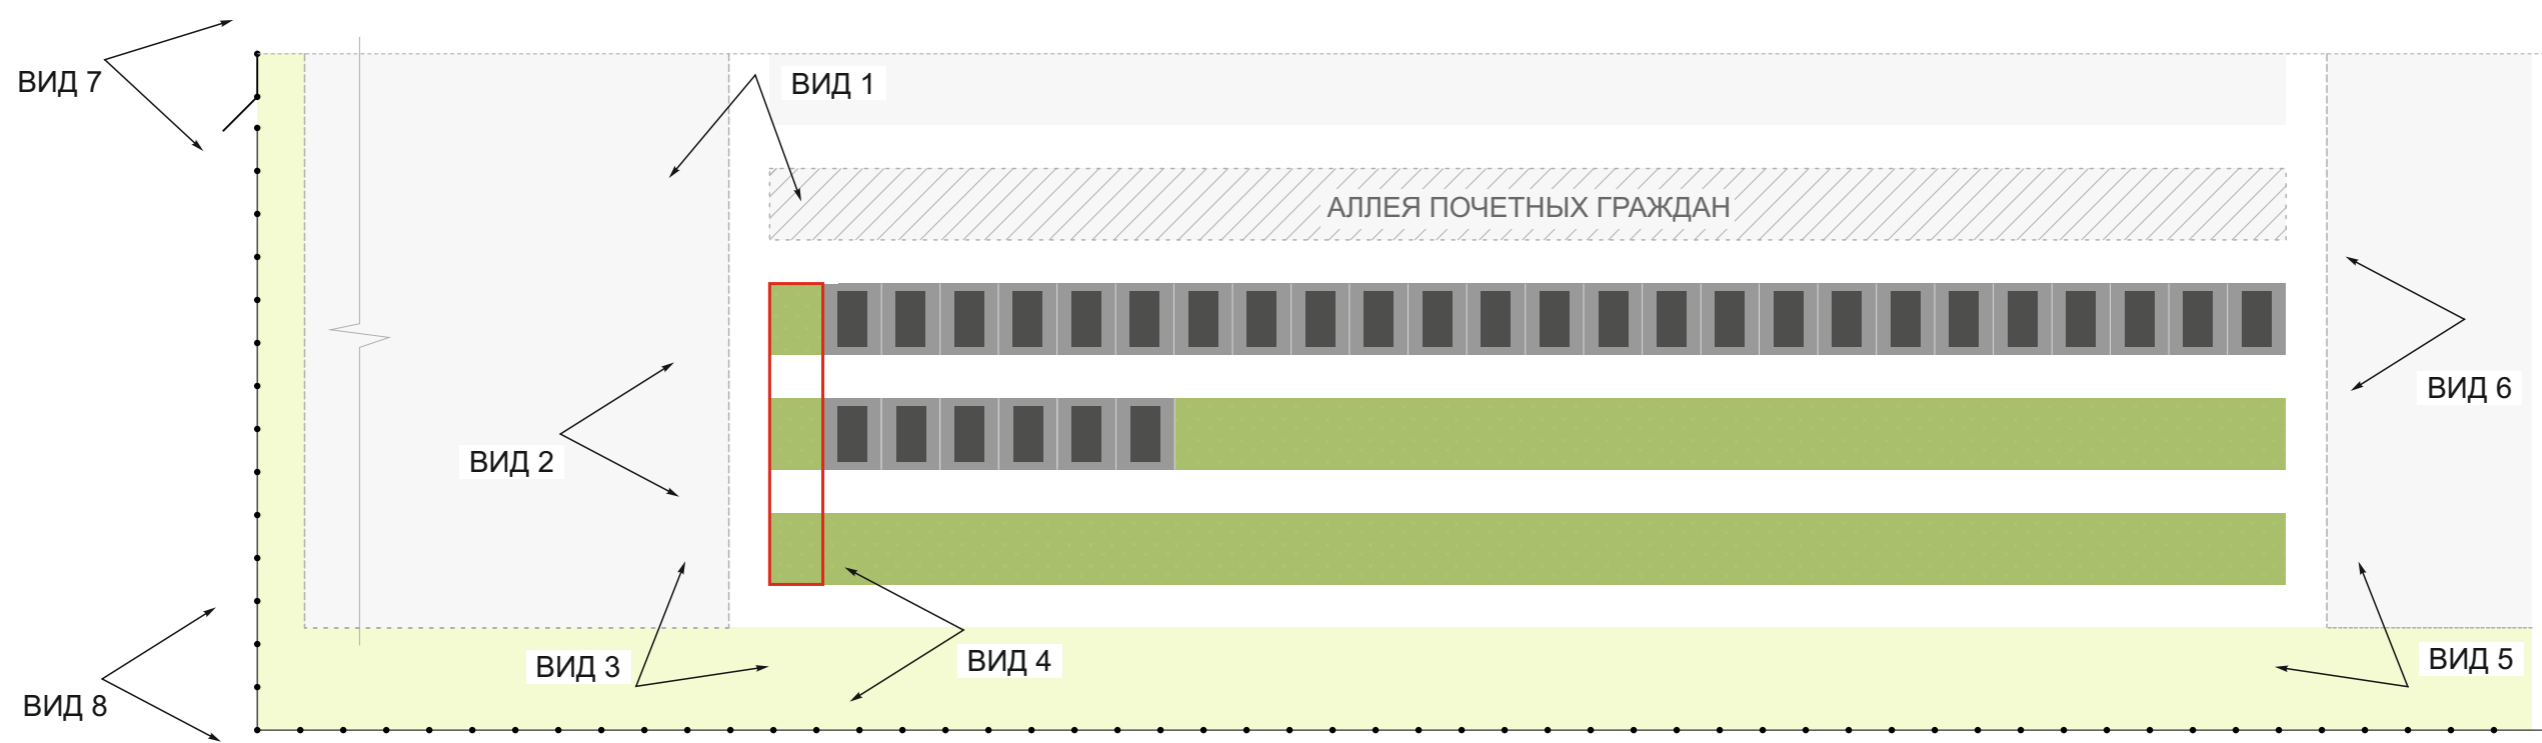 ВИД 7
ВИД 1
АЛЛЕЯ ПОЧЕТНЫХ ГРАЖДАН
ВИД 6
ВИД 2
ВИД 3
ВИД 4
ВИД 5
ВИД 8